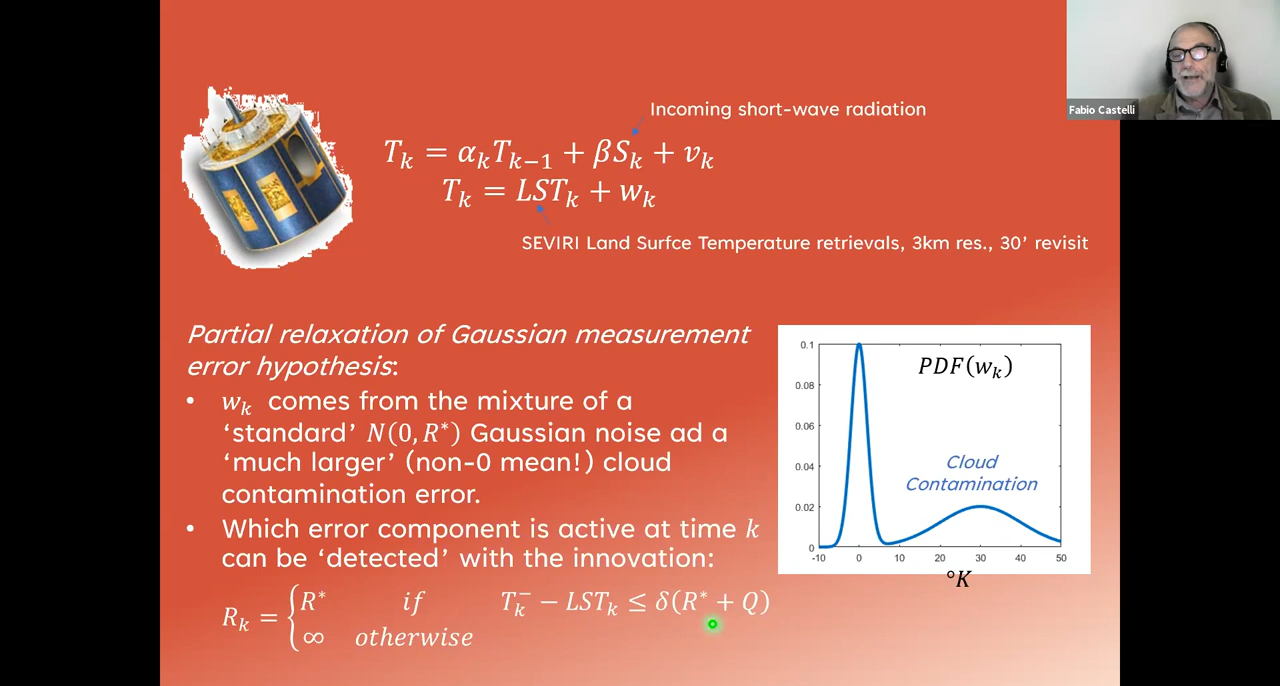 Fabio Castelli
Incoming short-wave radiation
T_k = α_k T_{k−1} + βS_k + v_k
T_k = LST_k + w_k
SEVIRI Land Surfce Temperature retrievals, 3km res., 30’ revisit
Partial relaxation of Gaussian measurement
error hypothesis:
• w_k comes from the mixture of a
‘standard’ N(0, R*) Gaussian noise ad a
‘much larger’ (non-0 mean!) cloud
contamination error.
• Which error component is active at time k
can be ‘detected’ with the innovation:
R_k = { R* if T_k^− − LST_k ≤ δ(R* + Q)
∞ otherwise
PDF(w_k)
Cloud
Contamination
0.1
0.08
0.06
0.04
0.02
0
-10 0 10 20 30 40 50
°K